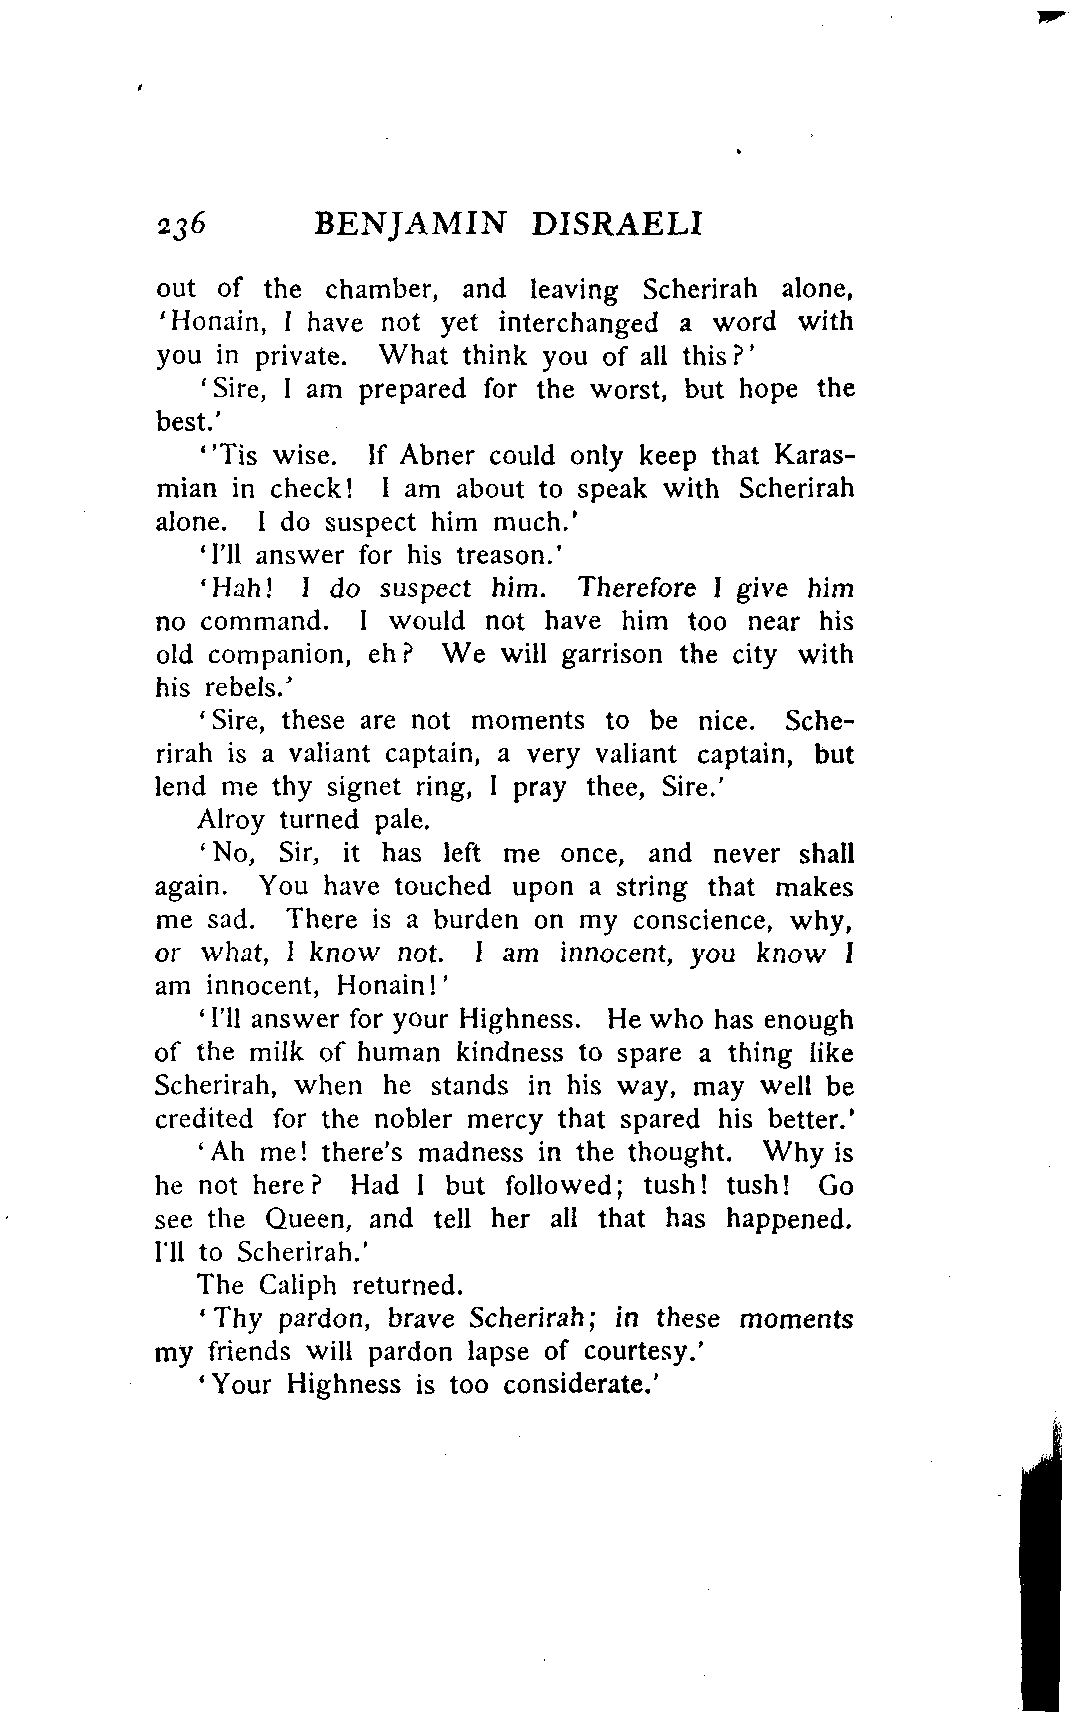 236 BENJAMIN DISRAELI
out of the chamber, and leaving Scherirah alone,
'Honain, I have not yet interchanged a word with
you in private. What think you of all this?'
'Sire, I am prepared for the worst, but hope the
best.'
''Tis wise. If Abner could only keep that Karas-
mian in check! I am about to speak with Scherirah
alone. I do suspect him much.'
'I'll answer for his treason.'
'Hah! I do suspect him. Therefore I give him
no command. I would not have him too near his
old companion, eh? We will garrison the city with
his rebels.'
'Sire, these are not moments to be nice. Sche-
rirah is a valiant captain, a very valiant captain, but
lend me thy signet ring, I pray thee, Sire.'
Alroy turned pale.
'No, Sir, it has left me once, and never shall
again. You have touched upon a string that makes
me sad. There is a burden on my conscience, why,
or what, I know not. I am innocent, you know I
am innocent, Honain!'
'I'll answer for your Highness. He who has enough
of the milk of human kindness to spare a thing like
Scherirah, when he stands in his way, may well be
credited for the nobler mercy that spared his better.'
'Ah me! there's madness in the thought. Why is
he not here? Had I but followed; tush! tush! Go
see the Queen, and tell her all that has happened.
I'll to Scherirah.'
The Caliph returned.
'Thy pardon, brave Scherirah; in these moments
my friends will pardon lapse of courtesy.'
'Your Highness is too considerate.'